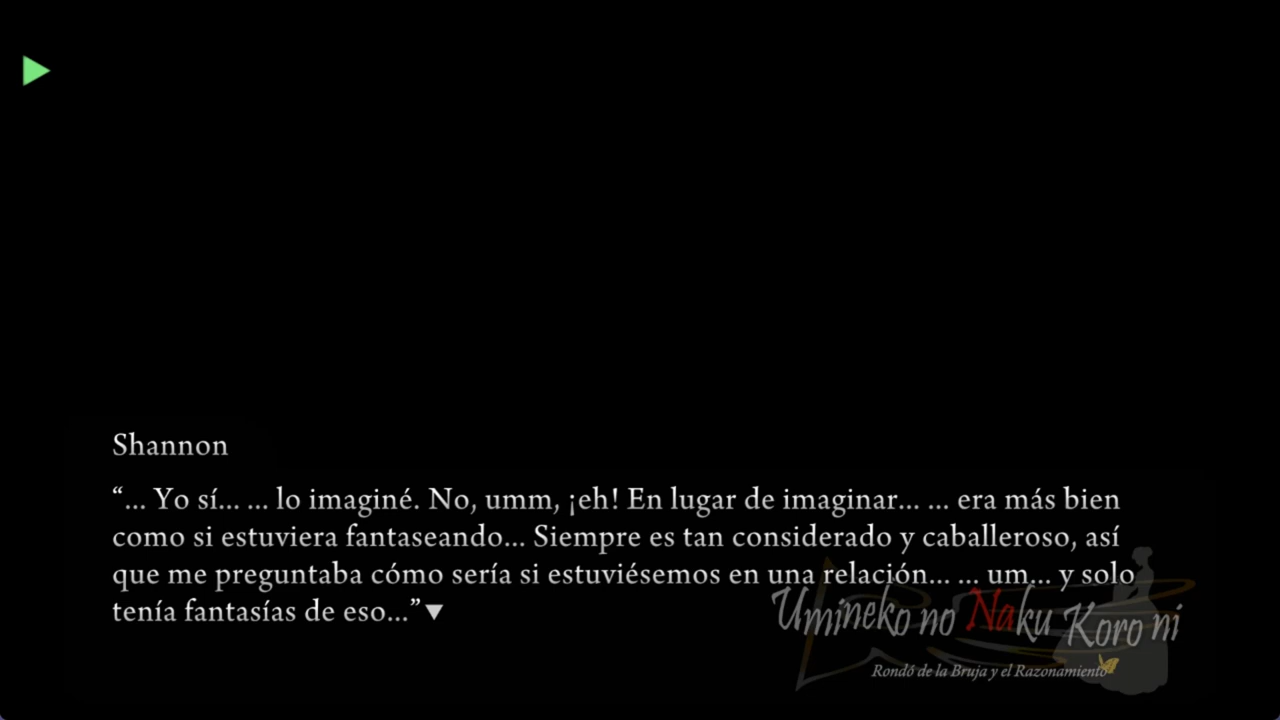 Shannon
“... Yo sí... ... lo imaginé. No, umm, ¡eh! En lugar de imaginar... ... era más bien
como si estuviera fantaseando... Siempre es tan considerado y caballeroso, así
que me preguntaba cómo sería si estuviésemos en una relación... ... um... y solo
tenía fantasías de eso...”
Umineko no Naku Koro ni
Rondó de la Bruja y el Razonamiento